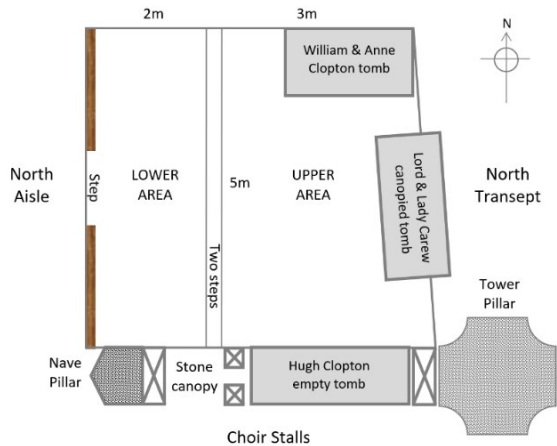 2m
3m
N
William & Anne
Clopton tomb
North
Aisle
Step
LOWER
AREA
Two steps
5m
UPPER
AREA
Lord & Lady Carew
canopied tomb
North
Transept
Tower
Pillar
Nave
Pillar
Stone
canopy
Hugh Clopton
empty tomb
Choir Stalls